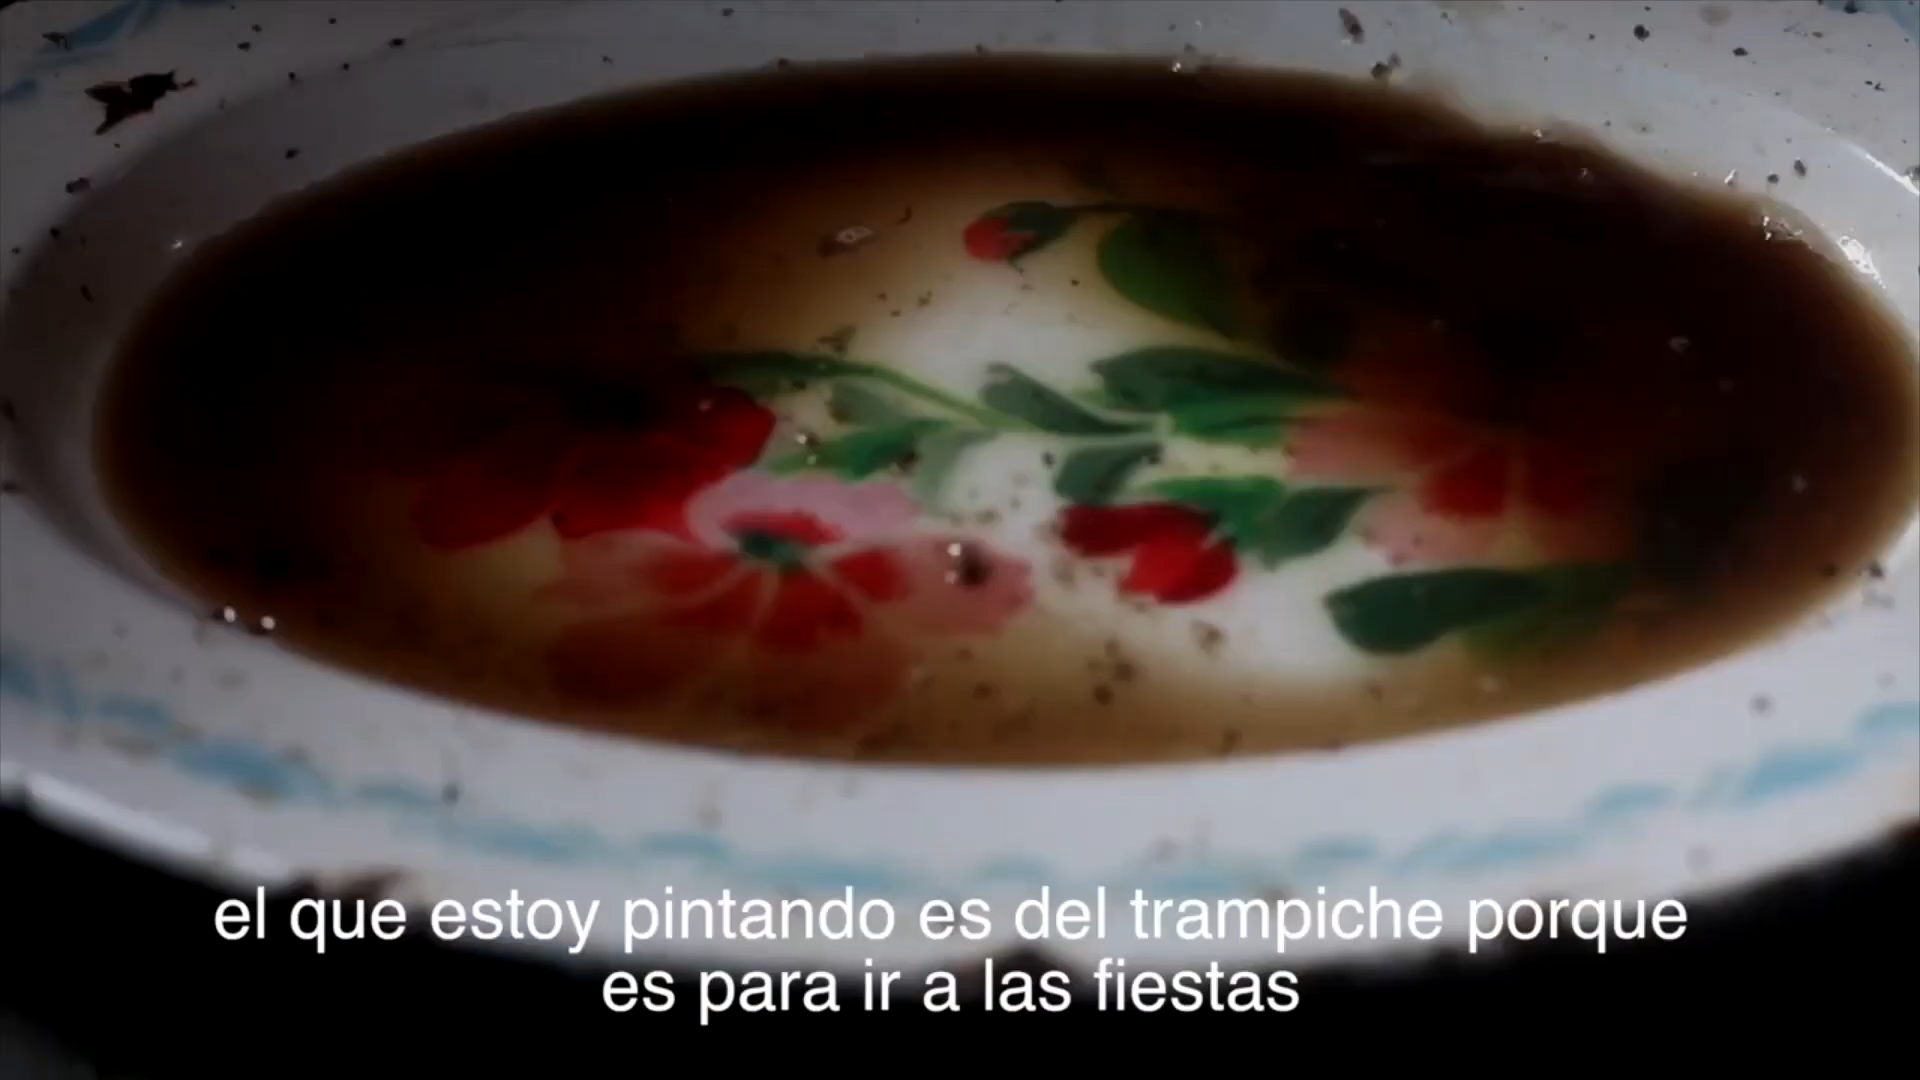 el que estoy pintando es del trampiche porque
es para ir a las fiestas